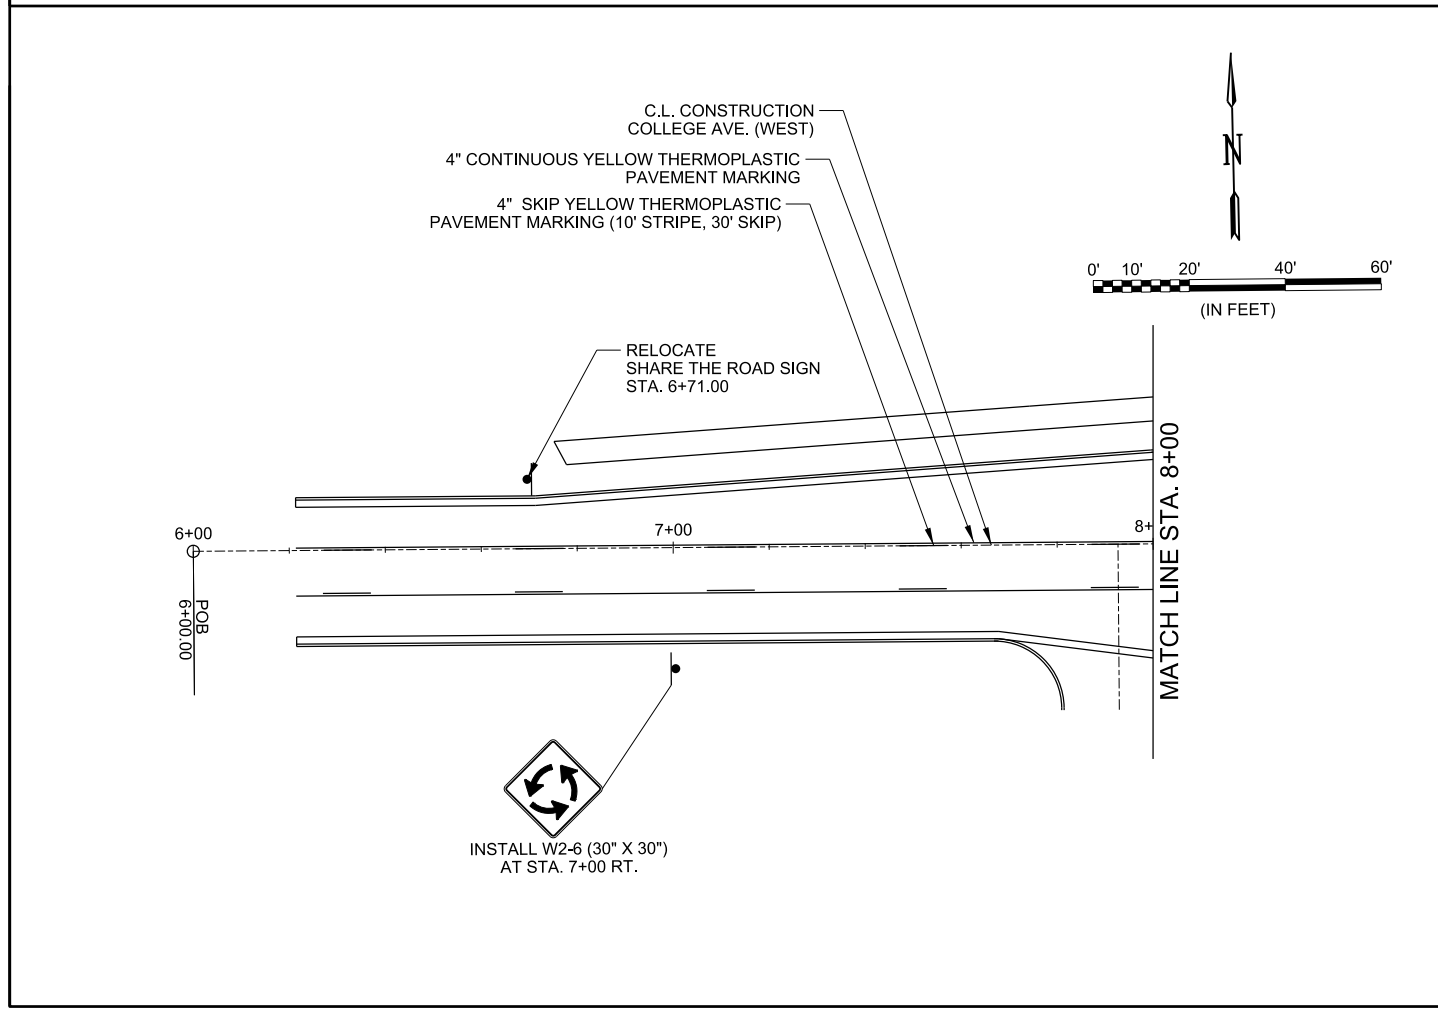 C.L. CONSTRUCTION
COLLEGE AVE. (WEST)
4" CONTINUOUS YELLOW THERMOPLASTIC
PAVEMENT MARKING
4" SKIP YELLOW THERMOPLASTIC
PAVEMENT MARKING (10' STRIPE, 30' SKIP)
N
0' 10' 20' 40' 60'
(IN FEET)
RELOCATE
SHARE THE ROAD SIGN
STA. 6+71.00
6+00
7+00
8+
MATCH LINE STA. 8+00
POB
6+00.00
INSTALL W2-6 (30" X 30")
AT STA. 7+00 RT.